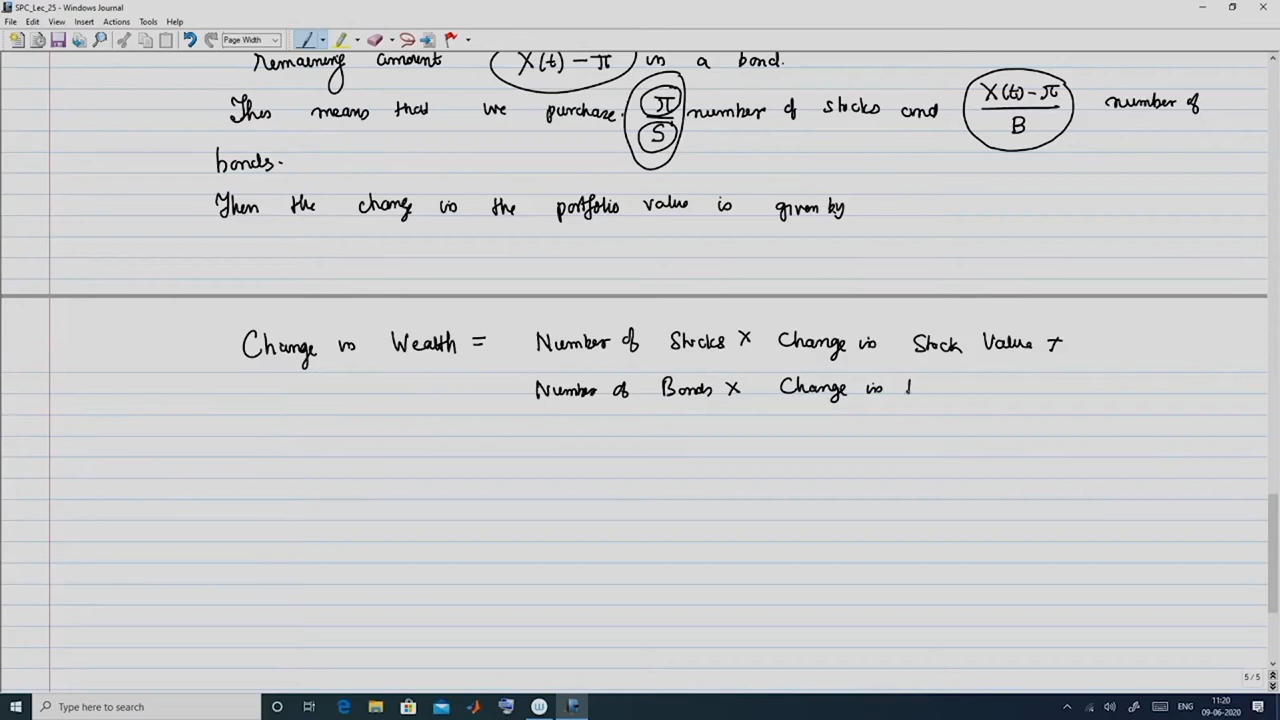 SPC_Lec_25 - Windows Journal
File Edit View Insert Actions Tools Help
Page Width
Remaining amount X(t) - π in a bond.
This means that we purchase π/S number of stocks and (X(t) - π)/B number of
bonds.
Then the change in the portfolio value is given by
Change in Wealth = Number of Stocks X Change in Stock Value +
Number of Bonds X Change in
5 / 5
Type here to search
ENG
11:20
09-06-2020